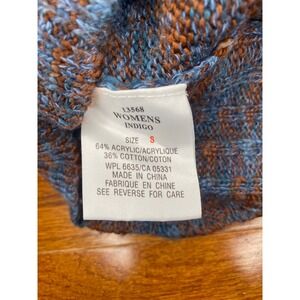 13568
WOMENS
INDIGO
SIZE S
64% ACRYLIC/ACRYLIQUE
36% COTTON/COTON
WPL 6635/CA 05331
MADE IN CHINA
FABRIQUE EN CHINE
SEE REVERSE FOR CARE